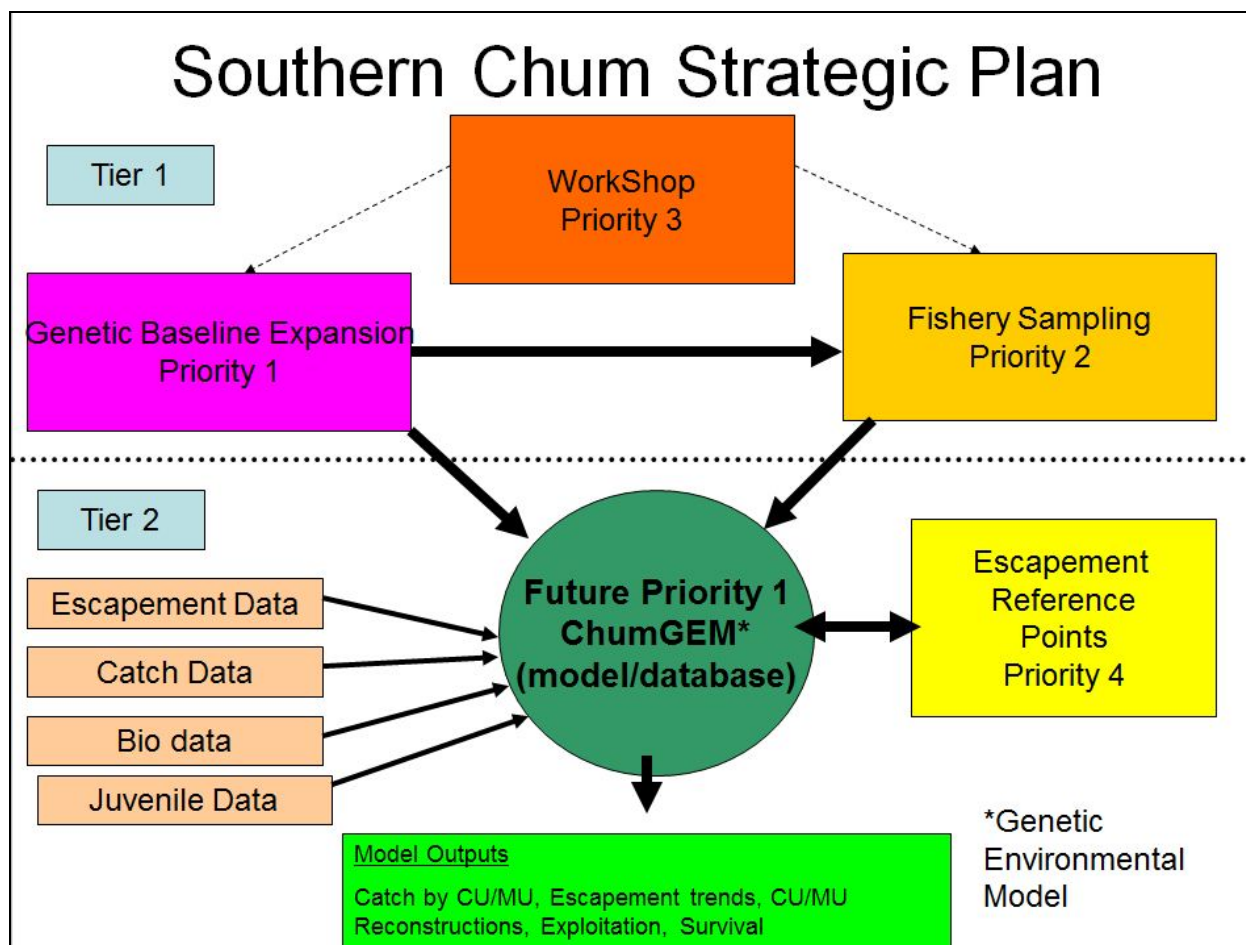 Southern Chum Strategic Plan
Tier 1
WorkShop
Priority 3
Genetic Baseline Expansion
Priority 1
Fishery Sampling
Priority 2
Tier 2
Escapement Data
Catch Data
Bio data
Juvenile Data
Future Priority 1
ChumGEM*
(model/database)
Escapement
Reference
Points
Priority 4
Model Outputs
Catch by CU/MU, Escapement trends, CU/MU
Reconstructions, Exploitation, Survival
*Genetic
Environmental
Model